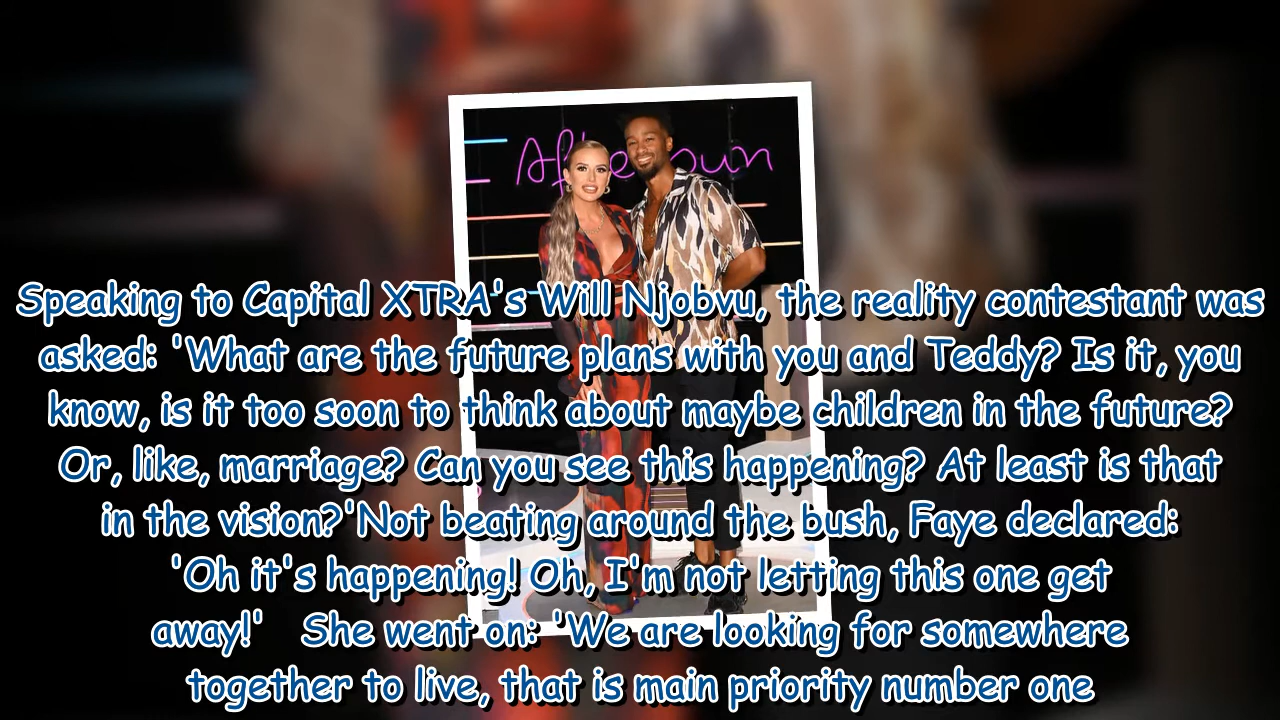 After Sun
Speaking to Capital XTRA's Will Njobvu, the reality contestant was
asked: 'What are the future plans with you and Teddy? Is it, you
know, is it too soon to think about maybe children in the future?
Or, like, marriage? Can you see this happening? At least is that
in the vision?'Not beating around the bush, Faye declared:
'Oh it's happening! Oh, I'm not letting this one get
away!'   She went on: 'We are looking for somewhere
together to live, that is main priority number one